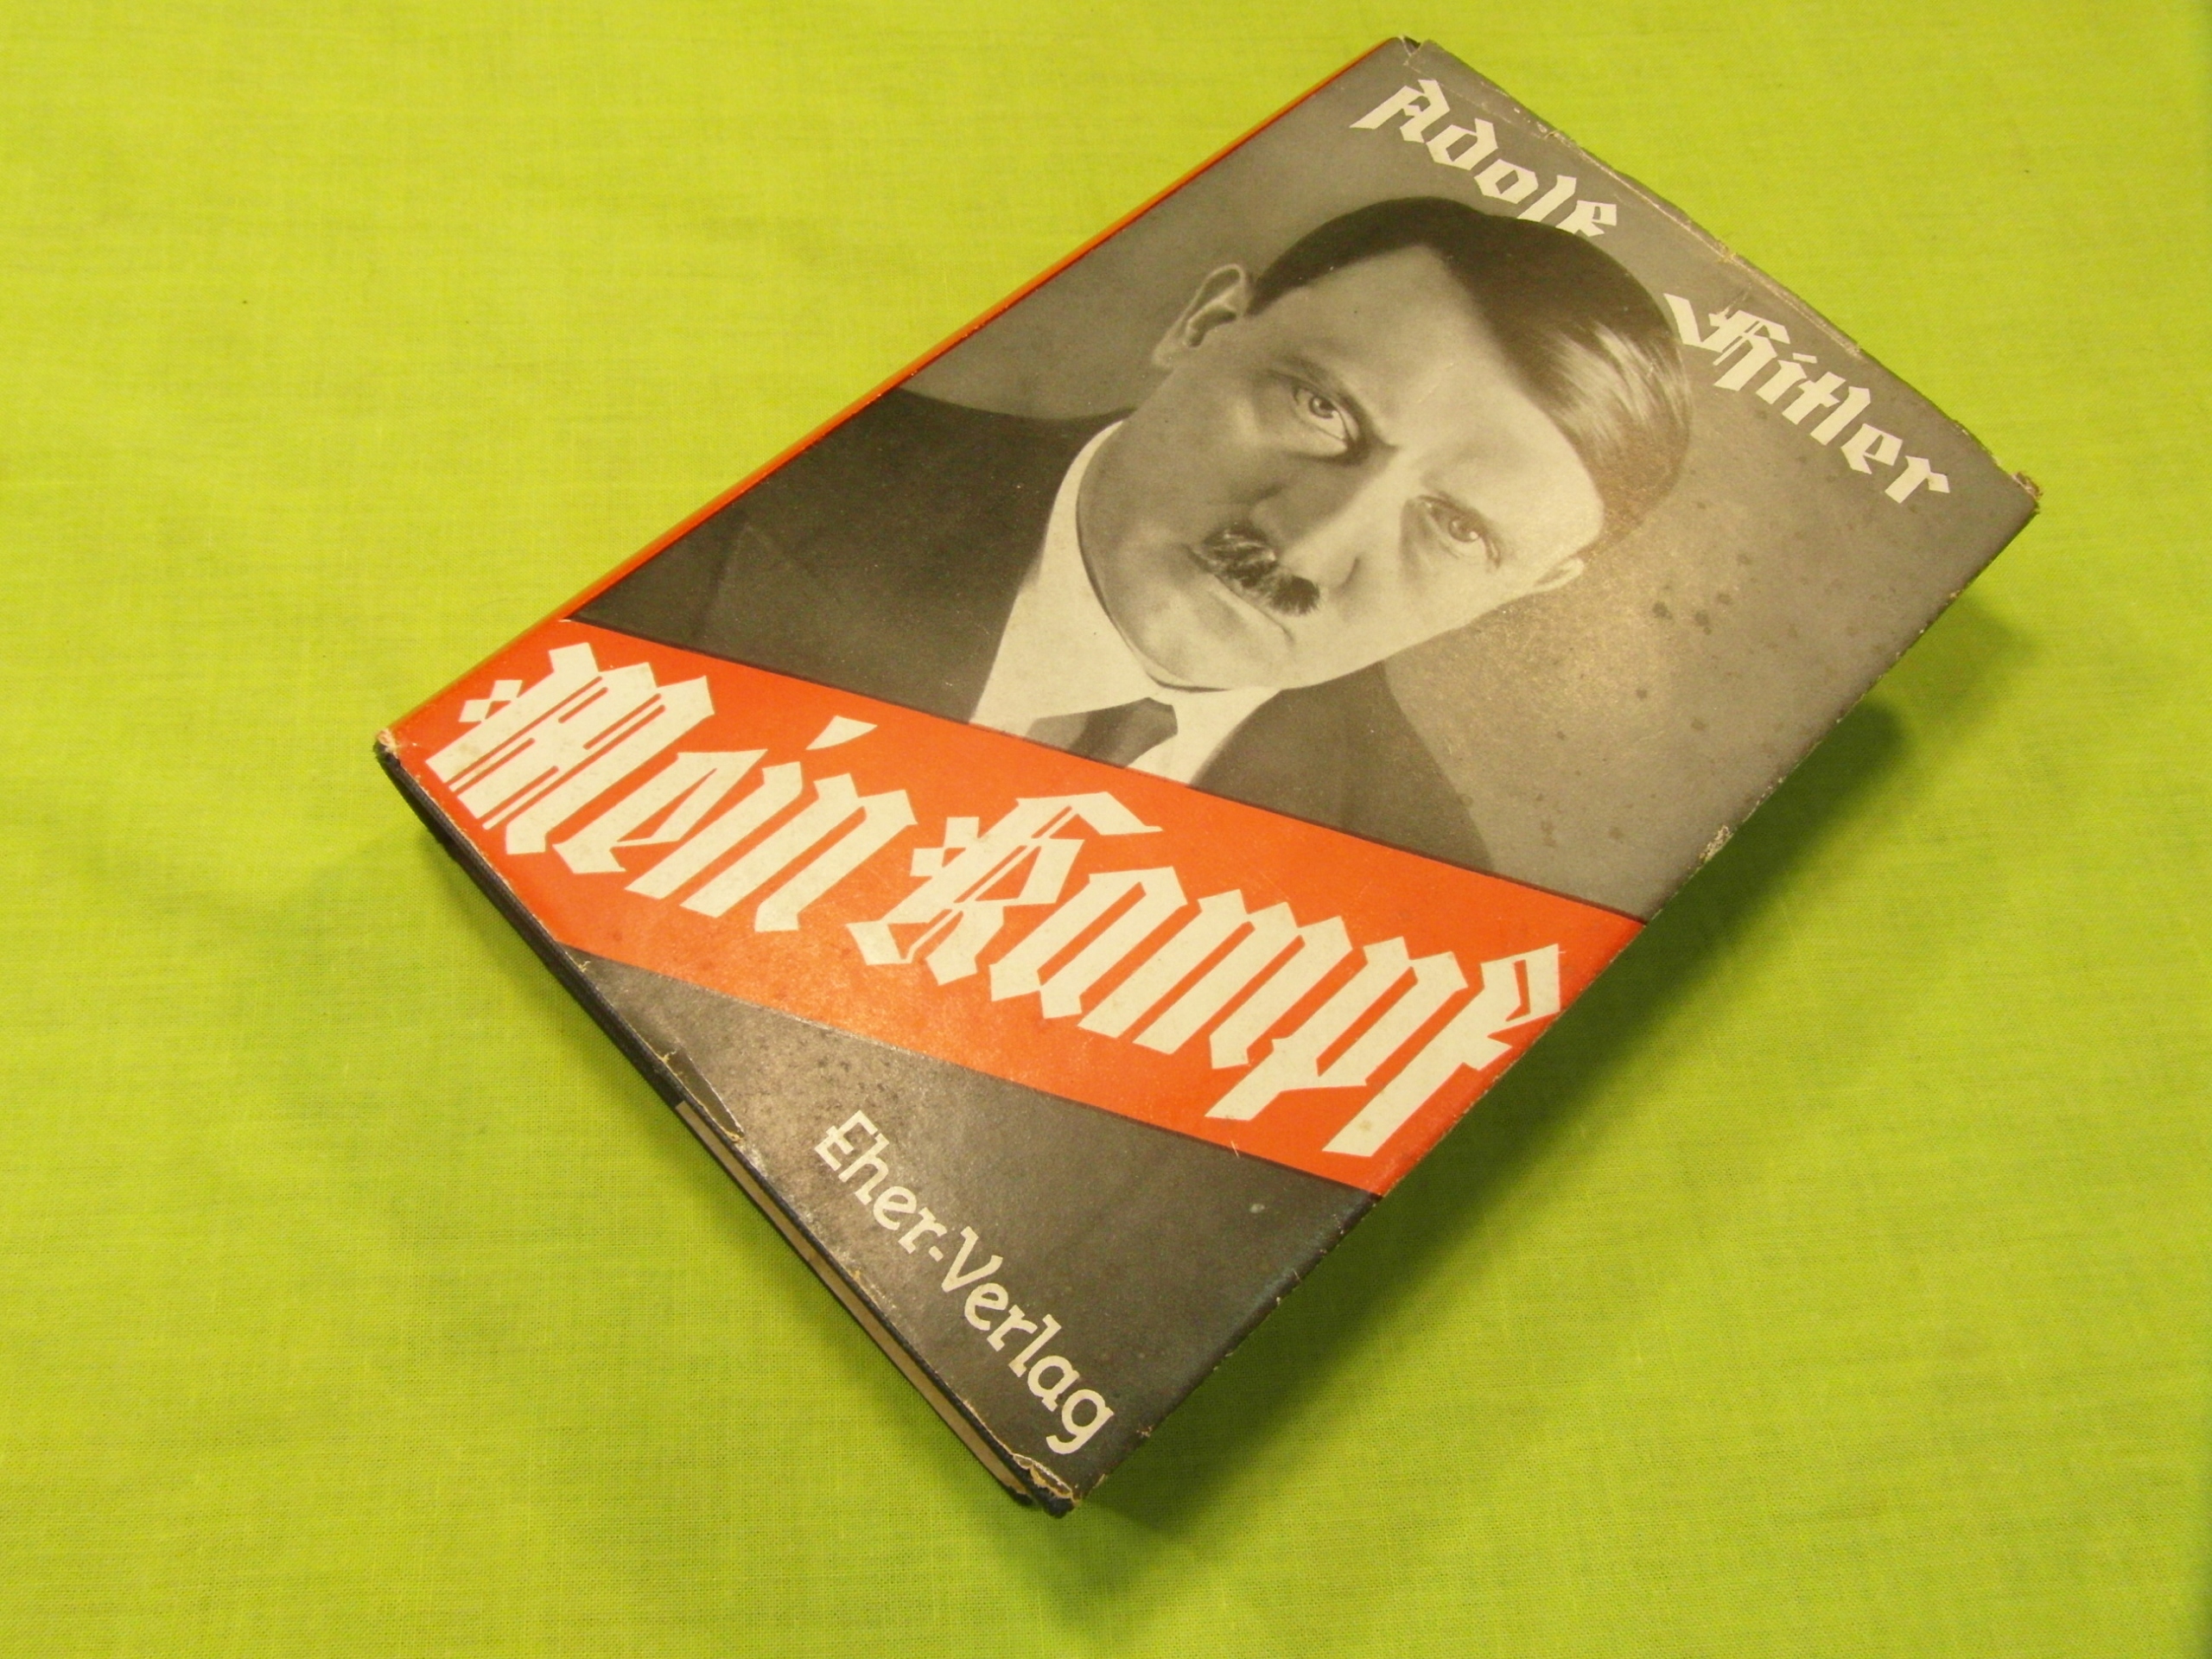 Adolf Hitler
Mein Kampf
Eher-Verlag